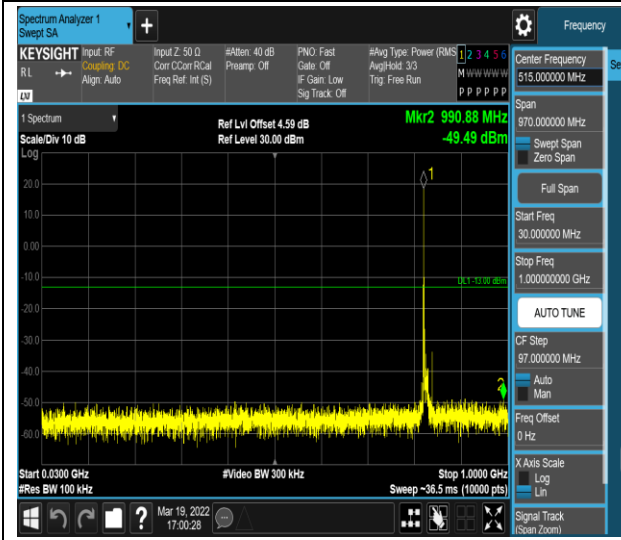 Spectrum Analyzer 1
Swept SA
+
Frequency
KEYSIGHT
RL
LXI
Input: RF
Coupling: DC
Align: Auto
Input Z: 50 Ω
Corr CCorr RCal
Freq Ref: Int (S)
#Atten: 40 dB
Preamp: Off
PNO: Fast
Gate: Off
IF Gain: Low
Sig Track: Off
#Avg Type: Power (RMS
Avg|Hold: 3/3
Trig: Free Run
1 2 3 4 5 6
M W W W W W
P P P P P P
1 Spectrum
Scale/Div 10 dB
Log
Ref Lvl Offset 4.59 dB
Ref Level 30.00 dBm
Mkr2 990.88 MHz
-49.49 dBm
20.0
10.0
0.00
-10.0
-20.0
-30.0
-40.0
-50.0
-60.0
1
DL1 -13.00 dBm
2
Start 0.0300 GHz
#Res BW 100 kHz
#Video BW 300 kHz
Stop 1.0000 GHz
Sweep ~36.5 ms (10000 pts)
?
Mar 19, 2022
17:00:28
Center Frequency
515.000000 MHz
Se
Span
970.000000 MHz
Swept Span
Zero Span
Full Span
Start Freq
30.000000 MHz
Stop Freq
1.000000000 GHz
AUTO TUNE
CF Step
97.000000 MHz
Auto
Man
Freq Offset
0 Hz
X Axis Scale
Log
Lin
Signal Track
(Span Zoom)